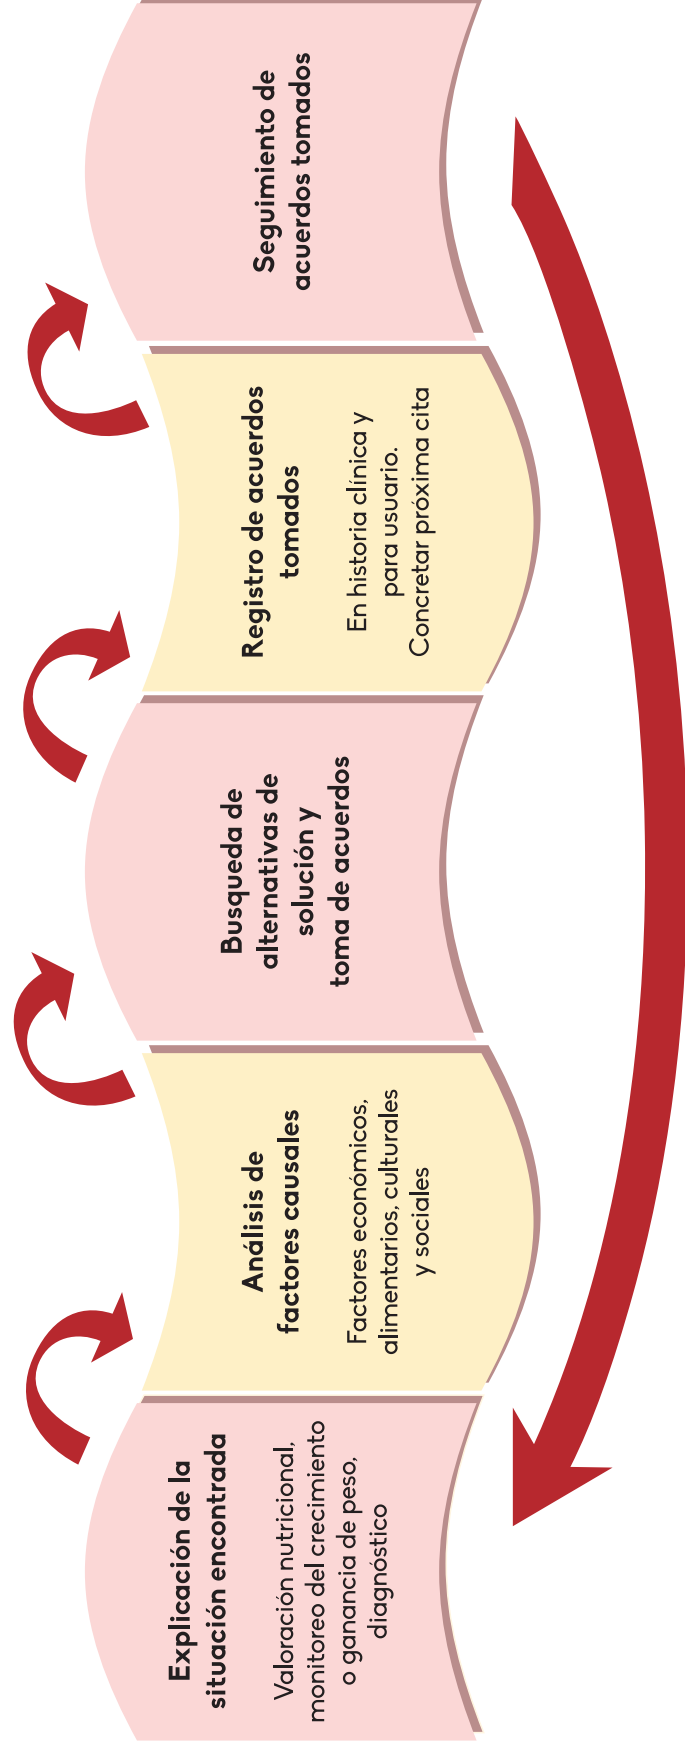 Explicación de la
situación encontrada
Valoración nutricional,
monitoreo del crecimiento
o ganancia de peso,
diagnóstico
Análisis de
factores causales
Factores económicos,
alimentarios, culturales
y sociales
Busqueda de
alternativas de
solución y
toma de acuerdos
Registro de acuerdos
tomados
En historia clínica y
para usuario.
Concretar próxima cita
Seguimiento de
acuerdos tomados